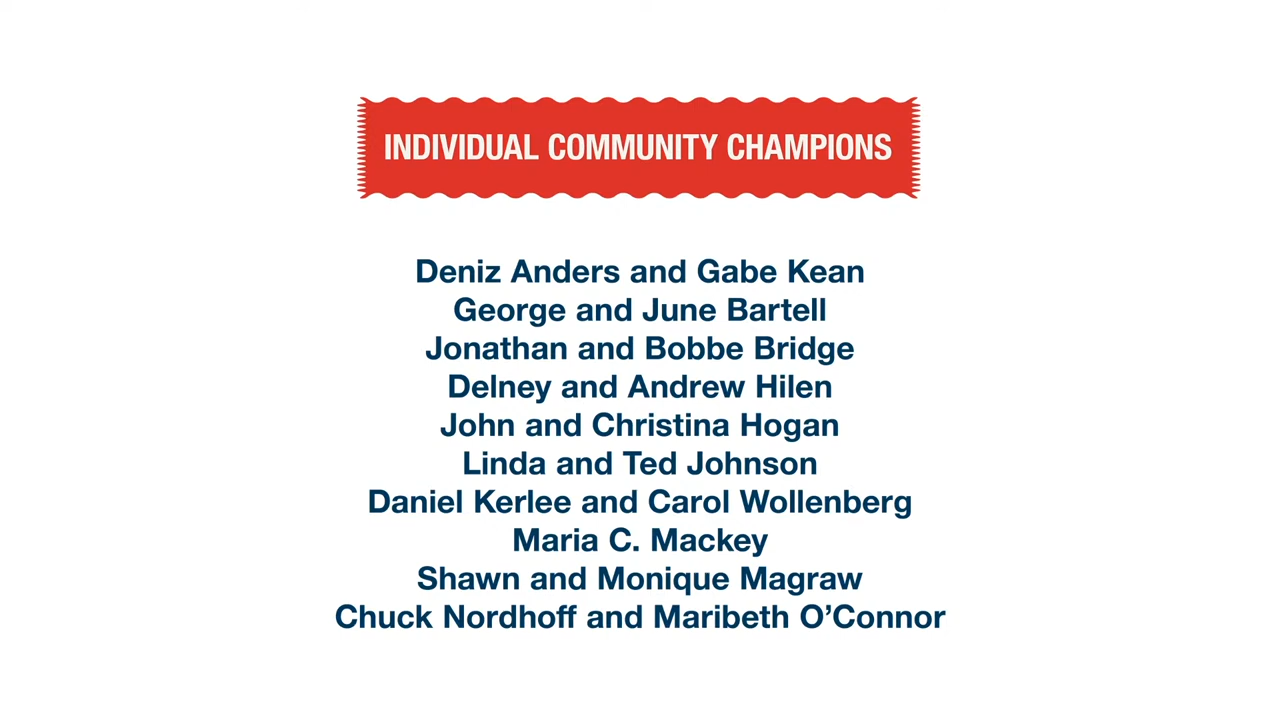 INDIVIDUAL COMMUNITY CHAMPIONS
Deniz Anders and Gabe Kean
George and June Bartell
Jonathan and Bobbe Bridge
Delney and Andrew Hilen
John and Christina Hogan
Linda and Ted Johnson
Daniel Kerlee and Carol Wollenberg
Maria C. Mackey
Shawn and Monique Magraw
Chuck Nordhoff and Maribeth O’Connor